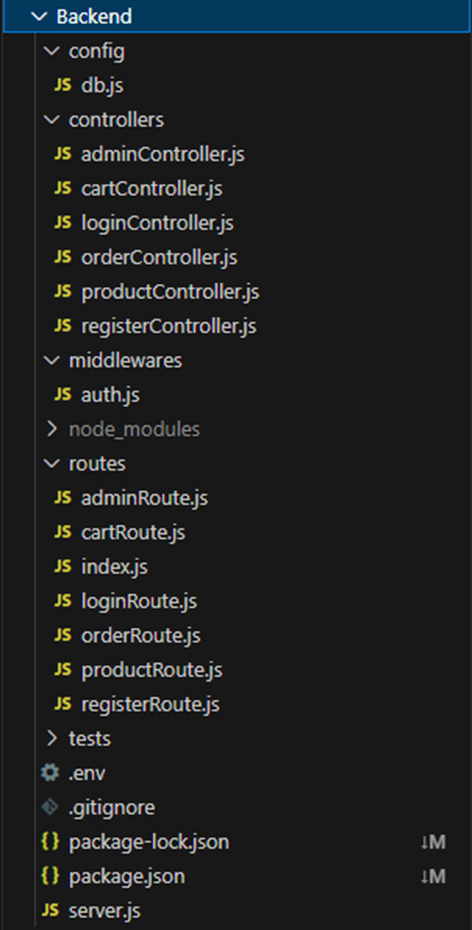 Backend
config
JS db.js
controllers
JS adminController.js
JS cartController.js
JS loginController.js
JS orderController.js
JS productController.js
JS registerController.js
middlewares
JS auth.js
node_modules
routes
JS adminRoute.js
JS cartRoute.js
JS index.js
JS loginRoute.js
JS orderRoute.js
JS productRoute.js
JS registerRoute.js
tests
.env
.gitignore
{} package-lock.json ↓M
{} package.json ↓M
JS server.js